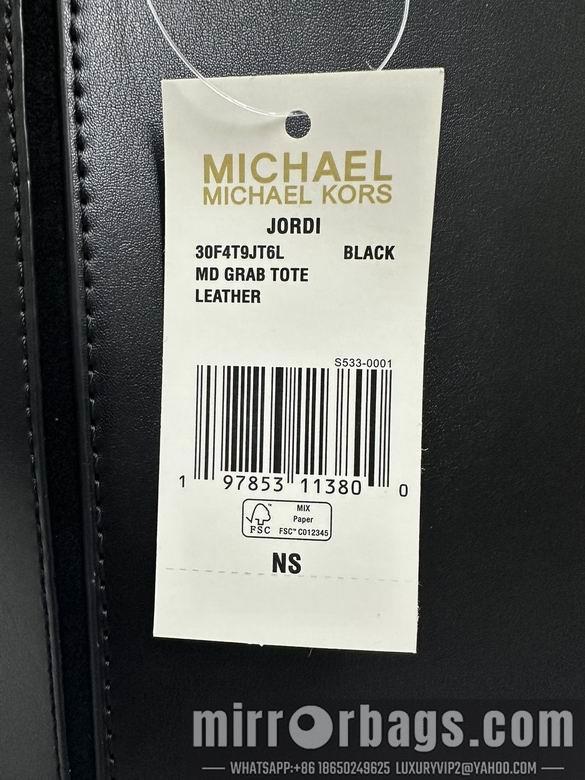 MICHAEL
MICHAEL KORS
JORDI
30F4T9JT6L BLACK
MD GRAB TOTE
LEATHER
S533-0001
1 97853 11380 0
FSC
MIX
Paper
FSC™ C012345
NS
mirrorbags.com
WHATSAPP:+86 18650249625 LUXURYVIP2@YAHOO.COM